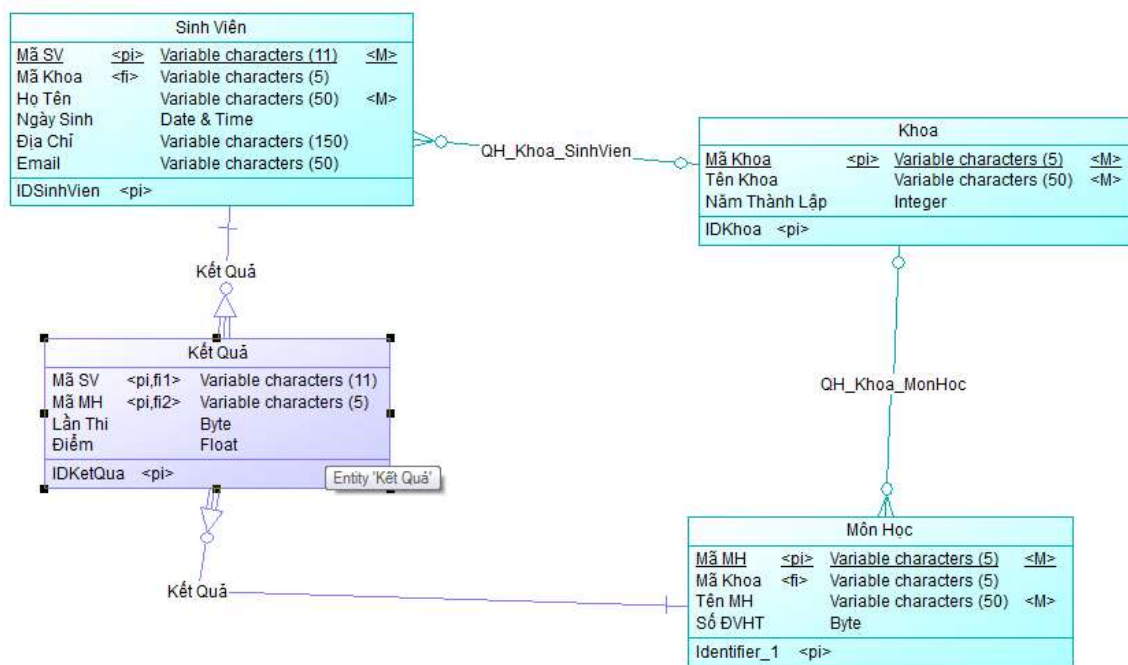 Sinh Viên
Mã SV <pi> Variable characters (11) <M>
Mã Khoa <fi> Variable characters (5)
Họ Tên Variable characters (50) <M>
Ngày Sinh Date & Time
Địa Chỉ Variable characters (150)
Email Variable characters (50)
IDSinhVien <pi>
QH_Khoa_SinhVien
Khoa
Mã Khoa <pi> Variable characters (5) <M>
Tên Khoa Variable characters (50) <M>
Năm Thành Lập Integer
IDKhoa <pi>
Kết Quả
Kết Quả
Mã SV <pi,fi1> Variable characters (11)
Mã MH <pi,fi2> Variable characters (5)
Lần Thi Byte
Điểm Float
IDKetQua <pi>
Entity 'Kết Quả'
QH_Khoa_MonHoc
Kết Quả
Môn Học
Mã MH <pi> Variable characters (5) <M>
Mã Khoa <fi> Variable characters (5)
Tên MH Variable characters (50) <M>
Số ĐVHT Byte
Identifier_1 <pi>